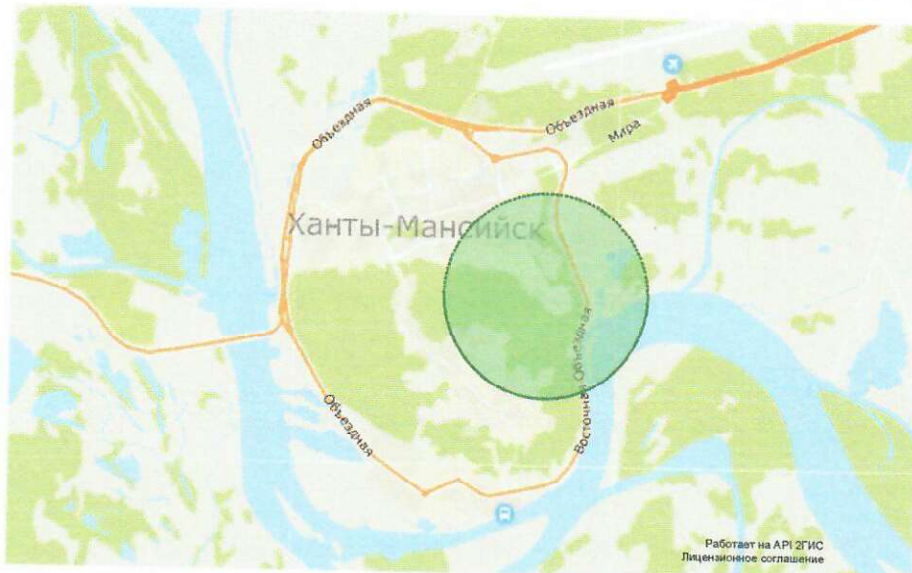 Объездная
Объездная
Мира
Ханты-Мансийск
Восточная Объездная
Объездная
Работает на API 2ГИС
Лицензионное соглашение